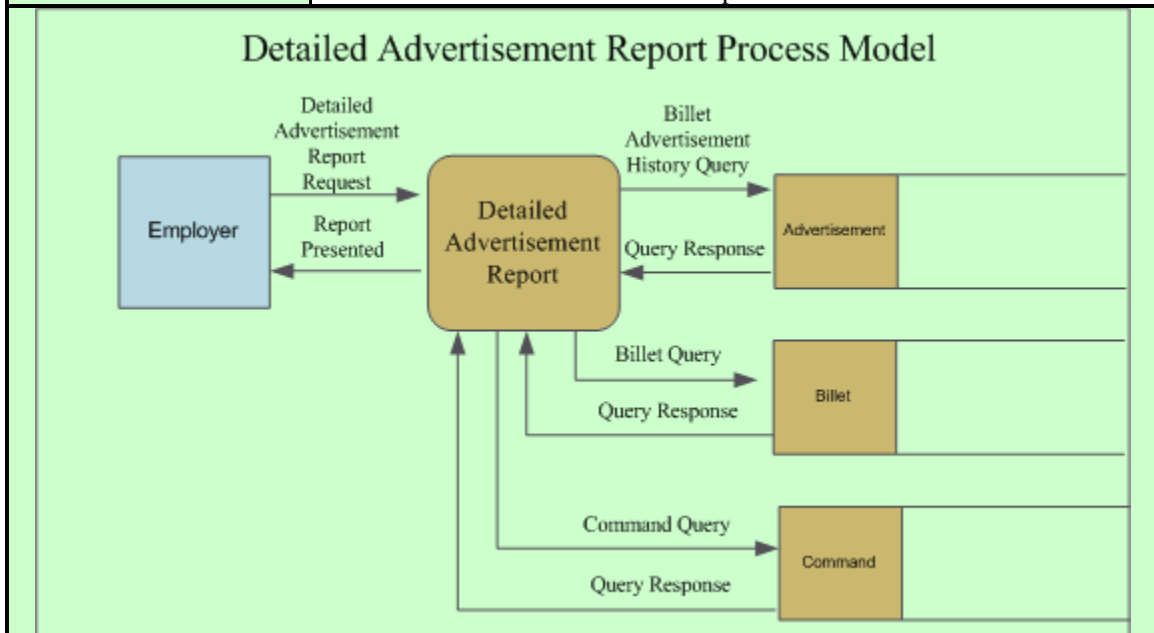 Detailed Advertisement Report Process Model
Detailed
Advertisement
Report
Request
Billet
Advertisement
History Query
Employer
Detailed
Advertisement
Report
Advertisement
Report
Presented
Query Response
Billet Query
Billet
Query Response
Command Query
Command
Query Response